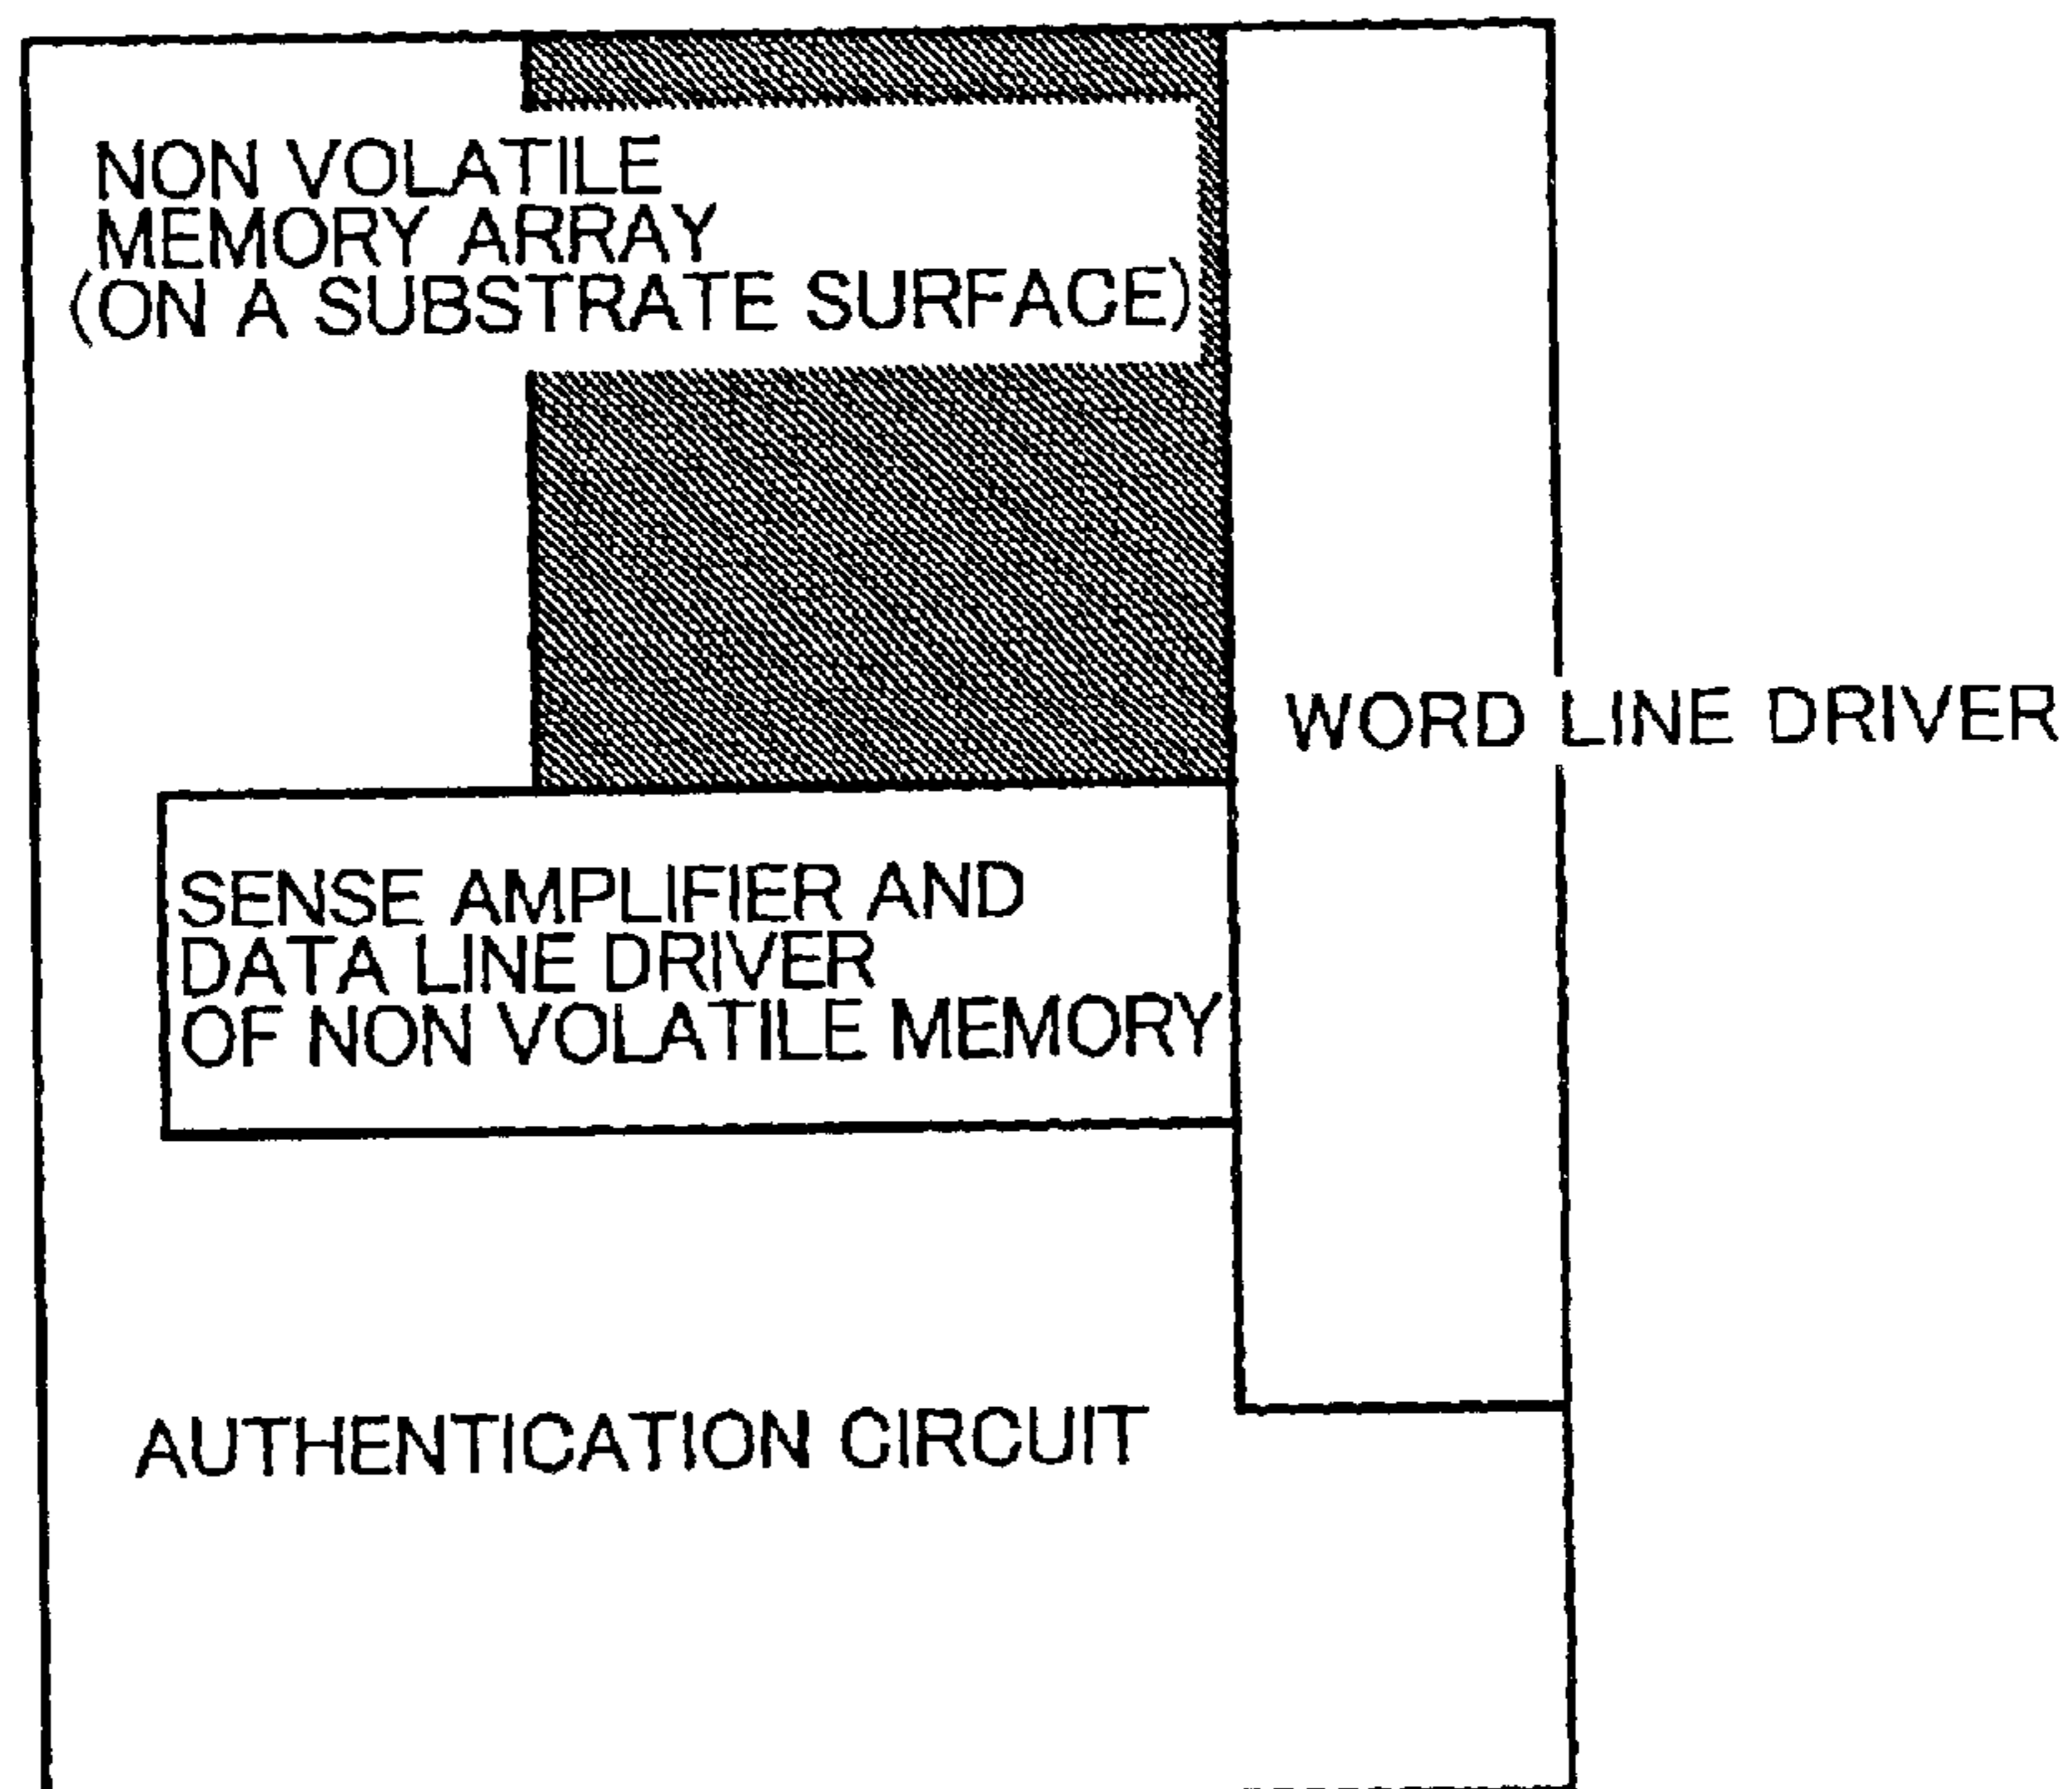 NON VOLATILE
MEMORY ARRAY
(ON A SUBSTRATE SURFACE)
WORD LINE DRIVER
SENSE AMPLIFIER AND
DATA LINE DRIVER
OF NON VOLATILE MEMORY
AUTHENTICATION CIRCUIT